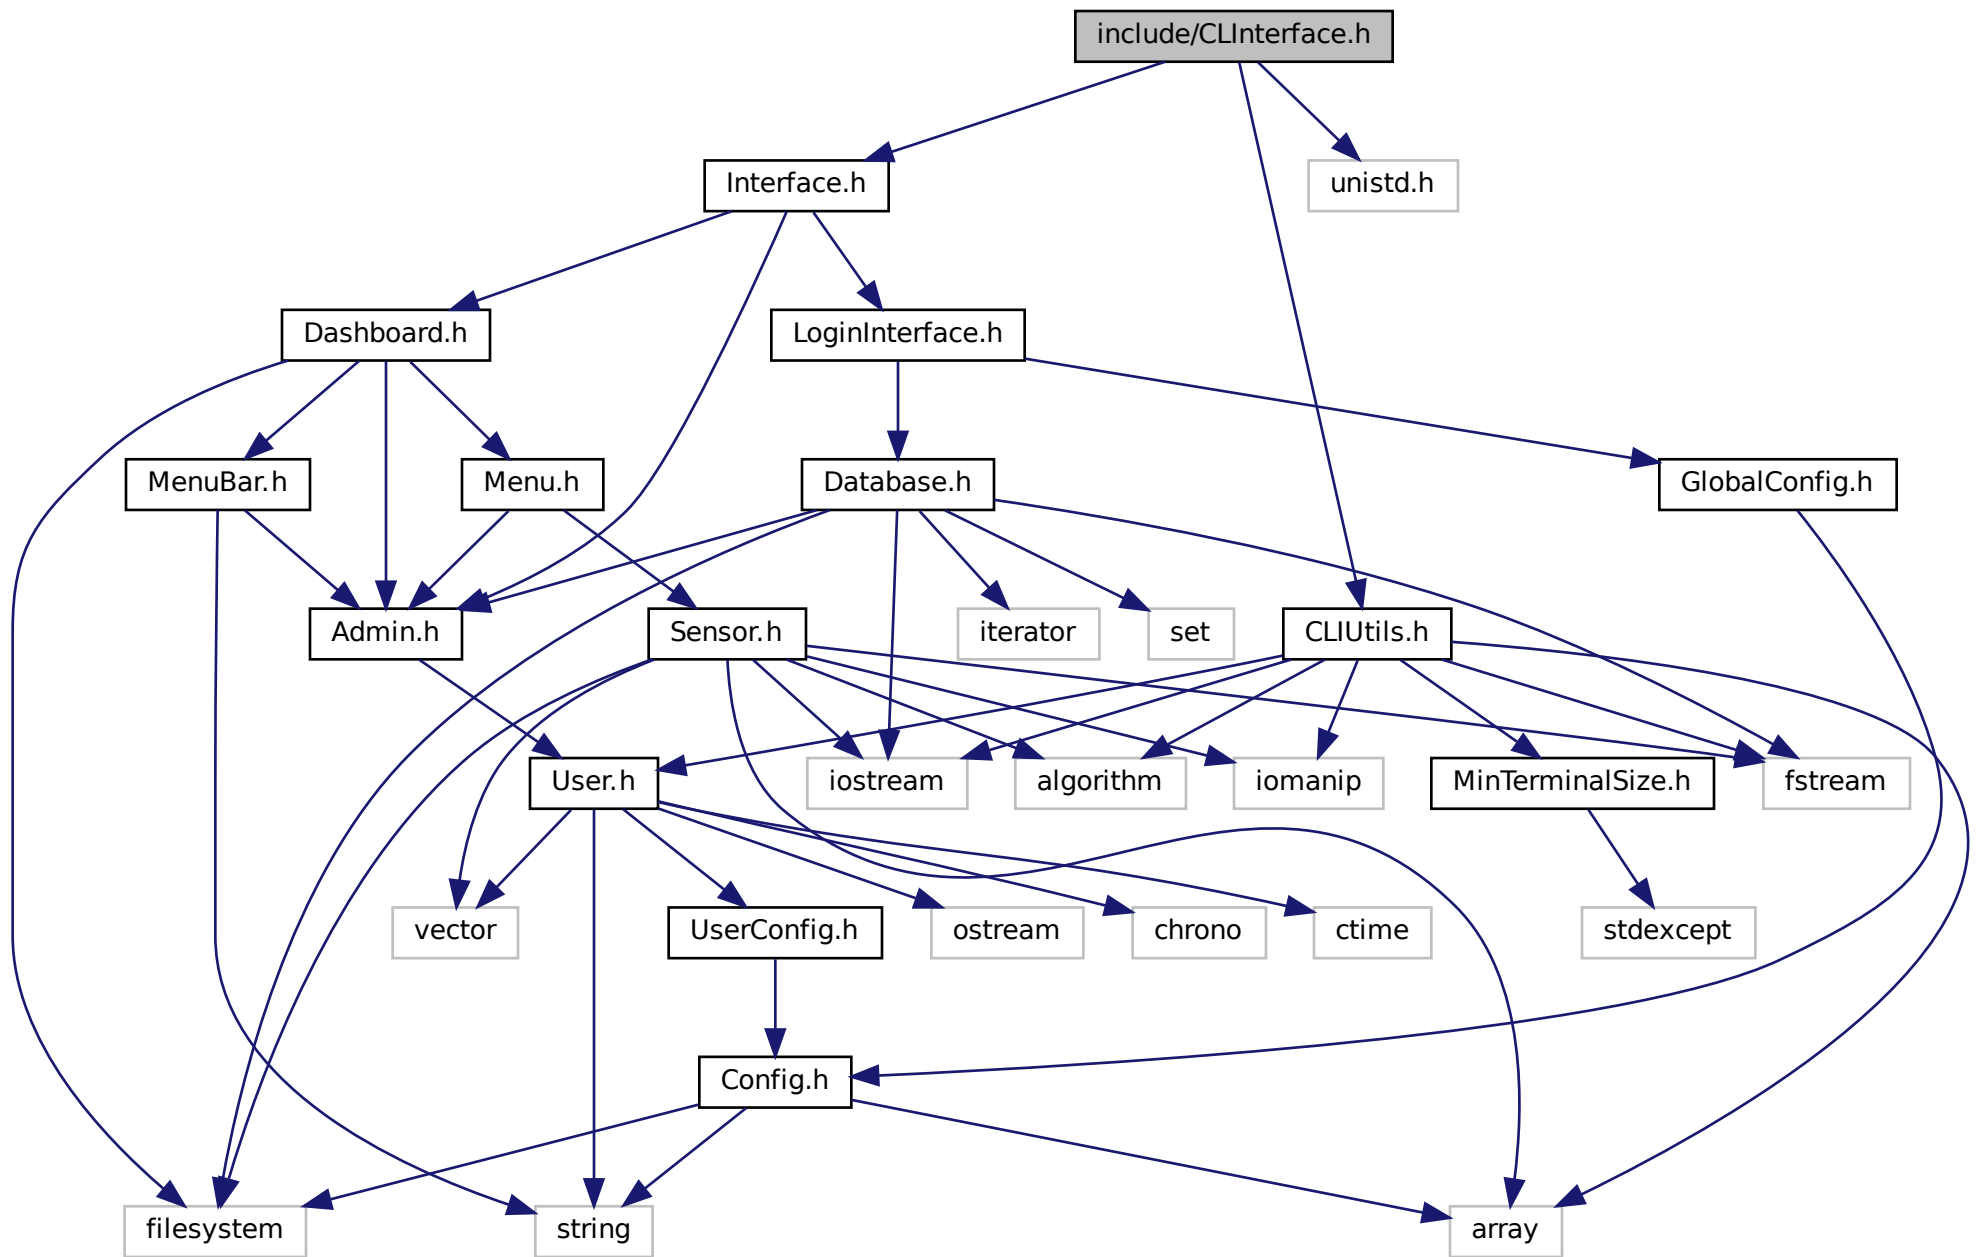 include/CLInterface.h
Interface.h
unistd.h
Dashboard.h
LoginInterface.h
MenuBar.h
Menu.h
Database.h
GlobalConfig.h
Admin.h
Sensor.h
iterator
set
CLIUtils.h
User.h
iostream
algorithm
iomanip
MinTerminalSize.h
fstream
vector
UserConfig.h
ostream
chrono
ctime
stdexcept
Config.h
filesystem
string
array